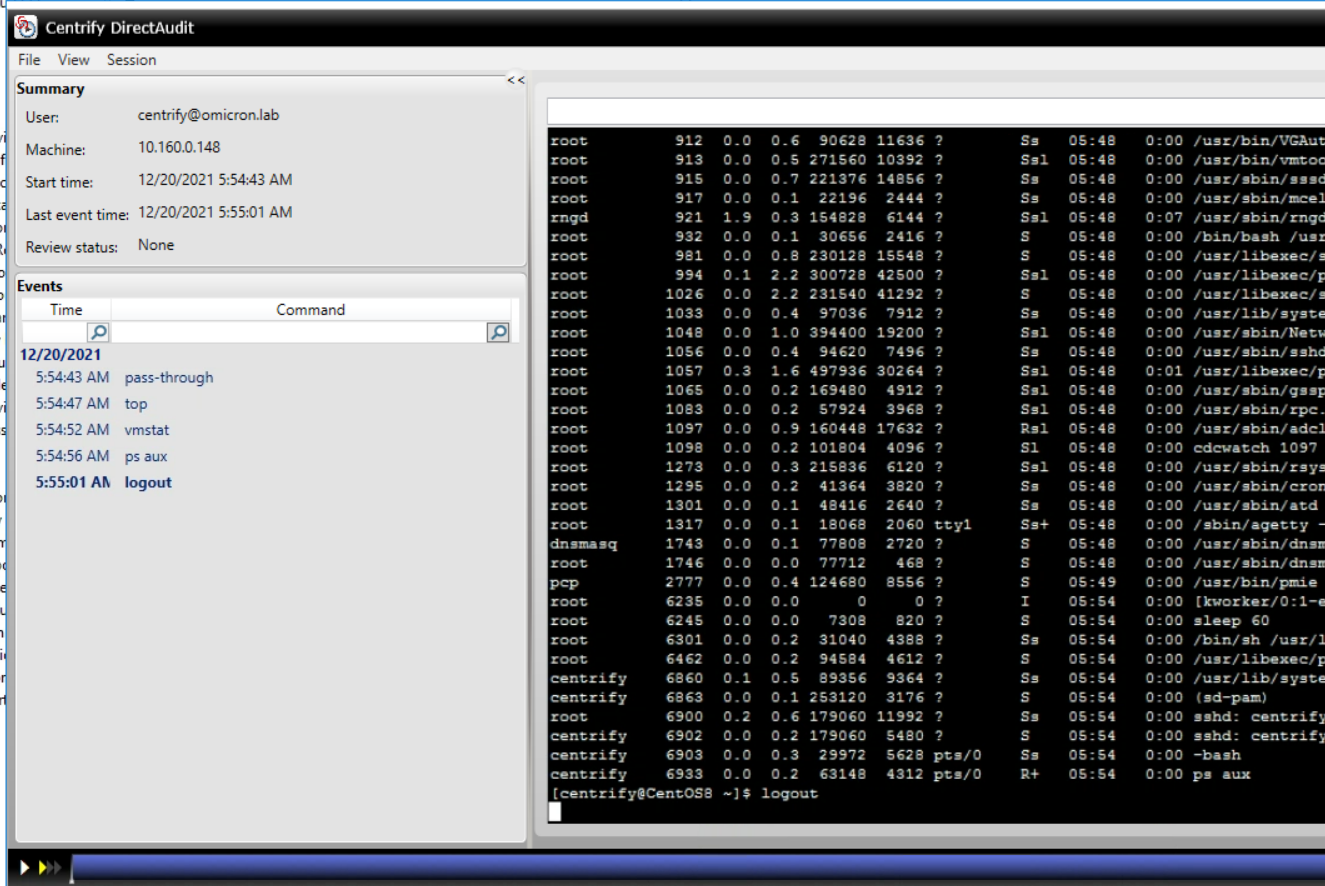 Centrify DirectAudit
File View Session
<<
Summary
User: centrify@omicron.lab
Machine: 10.160.0.148
Start time: 12/20/2021 5:54:43 AM
Last event time: 12/20/2021 5:55:01 AM
Review status: None
Events
Time Command
12/20/2021
5:54:43 AM pass-through
5:54:47 AM top
5:54:52 AM vmstat
5:54:56 AM ps aux
5:55:01 AM logout
root 912 0.0 0.6 90628 11636 ? Ss 05:48 0:00 /usr/bin/VGAut
root 913 0.0 0.5 271560 10392 ? Ssl 05:48 0:00 /usr/bin/vmtoo
root 915 0.0 0.7 221376 14856 ? Ss 05:48 0:00 /usr/sbin/sssd
root 917 0.0 0.1 22196 2444 ? Ss 05:48 0:00 /usr/sbin/mcel
rngd 921 1.9 0.3 154828 6144 ? Ssl 05:48 0:07 /usr/sbin/rngd
root 932 0.0 0.1 30656 2416 ? S 05:48 0:00 /bin/bash /usr
root 981 0.0 0.8 230128 15548 ? S 05:48 0:00 /usr/libexec/s
root 994 0.1 2.2 300728 42500 ? Ssl 05:48 0:00 /usr/libexec/p
root 1026 0.0 2.2 231540 41292 ? S 05:48 0:00 /usr/libexec/s
root 1033 0.0 0.4 97036 7912 ? Ss 05:48 0:00 /usr/lib/syste
root 1048 0.0 1.0 394400 19200 ? Ssl 05:48 0:00 /usr/sbin/Netw
root 1056 0.0 0.4 94620 7496 ? Ss 05:48 0:00 /usr/sbin/sshd
root 1057 0.3 1.6 497936 30264 ? Ssl 05:48 0:01 /usr/libexec/p
root 1065 0.0 0.2 169480 4912 ? Ssl 05:48 0:00 /usr/sbin/gssp
root 1083 0.0 0.2 57924 3968 ? Ssl 05:48 0:00 /usr/sbin/rpc.
root 1097 0.0 0.9 160448 17632 ? Rsl 05:48 0:00 /usr/sbin/adcl
root 1098 0.0 0.2 101804 4096 ? Sl 05:48 0:00 cdcwatch 1097
root 1273 0.0 0.3 215836 6120 ? Ssl 05:48 0:00 /usr/sbin/rsys
root 1295 0.0 0.2 41364 3820 ? Ss 05:48 0:00 /usr/sbin/cron
root 1301 0.0 0.1 48416 2640 ? Ss 05:48 0:00 /usr/sbin/atd
root 1317 0.0 0.1 18068 2060 tty1 Ss+ 05:48 0:00 /sbin/agetty -
dnsmasq 1743 0.0 0.1 77808 2720 ? S 05:48 0:00 /usr/sbin/dnsm
root 1746 0.0 0.0 77712 468 ? S 05:48 0:00 /usr/sbin/dnsm
pcp 2777 0.0 0.4 124680 8556 ? S 05:49 0:00 /usr/bin/pmie
root 6235 0.0 0.0 0 0 ? I 05:54 0:00 [kworker/0:1-e
root 6245 0.0 0.0 7308 820 ? S 05:54 0:00 sleep 60
root 6301 0.0 0.2 31040 4388 ? Ss 05:54 0:00 /bin/sh /usr/l
root 6462 0.0 0.2 94584 4612 ? S 05:54 0:00 /usr/libexec/p
centrify 6860 0.1 0.5 89356 9364 ? Ss 05:54 0:00 /usr/lib/syste
centrify 6863 0.0 0.1 253120 3176 ? S 05:54 0:00 (sd-pam)
root 6900 0.2 0.6 179060 11992 ? Ss 05:54 0:00 sshd: centrify
centrify 6902 0.0 0.2 179060 5480 ? S 05:54 0:00 sshd: centrify
centrify 6903 0.0 0.3 29972 5628 pts/0 Ss 05:54 0:00 -bash
centrify 6933 0.0 0.2 63148 4312 pts/0 R+ 05:54 0:00 ps aux
[centrify@CentOS8 ~]$ logout